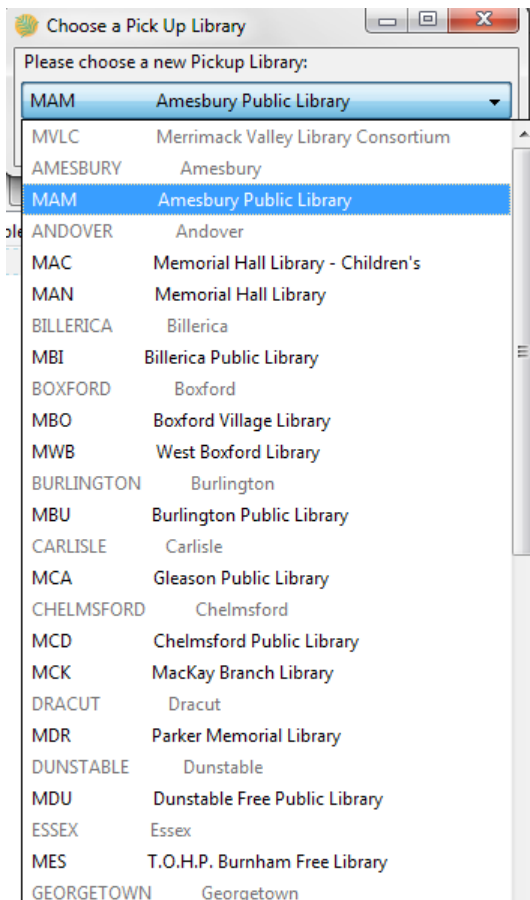 Choose a Pick Up Library
Please choose a new Pickup Library:
MAM Amesbury Public Library
MVLC Merrimack Valley Library Consortium
AMESBURY Amesbury
MAM Amesbury Public Library
ANDOVER Andover
MAC Memorial Hall Library - Children's
MAN Memorial Hall Library
BILLERICA Billerica
MBI Billerica Public Library
BOXFORD Boxford
MBO Boxford Village Library
MWB West Boxford Library
BURLINGTON Burlington
MBU Burlington Public Library
CARLISLE Carlisle
MCA Gleason Public Library
CHELMSFORD Chelmsford
MCD Chelmsford Public Library
MCK MacKay Branch Library
DRACUT Dracut
MDR Parker Memorial Library
DUNSTABLE Dunstable
MDU Dunstable Free Public Library
ESSEX Essex
MES T.O.H.P. Burnham Free Library
GEORGETOWN Georgetown